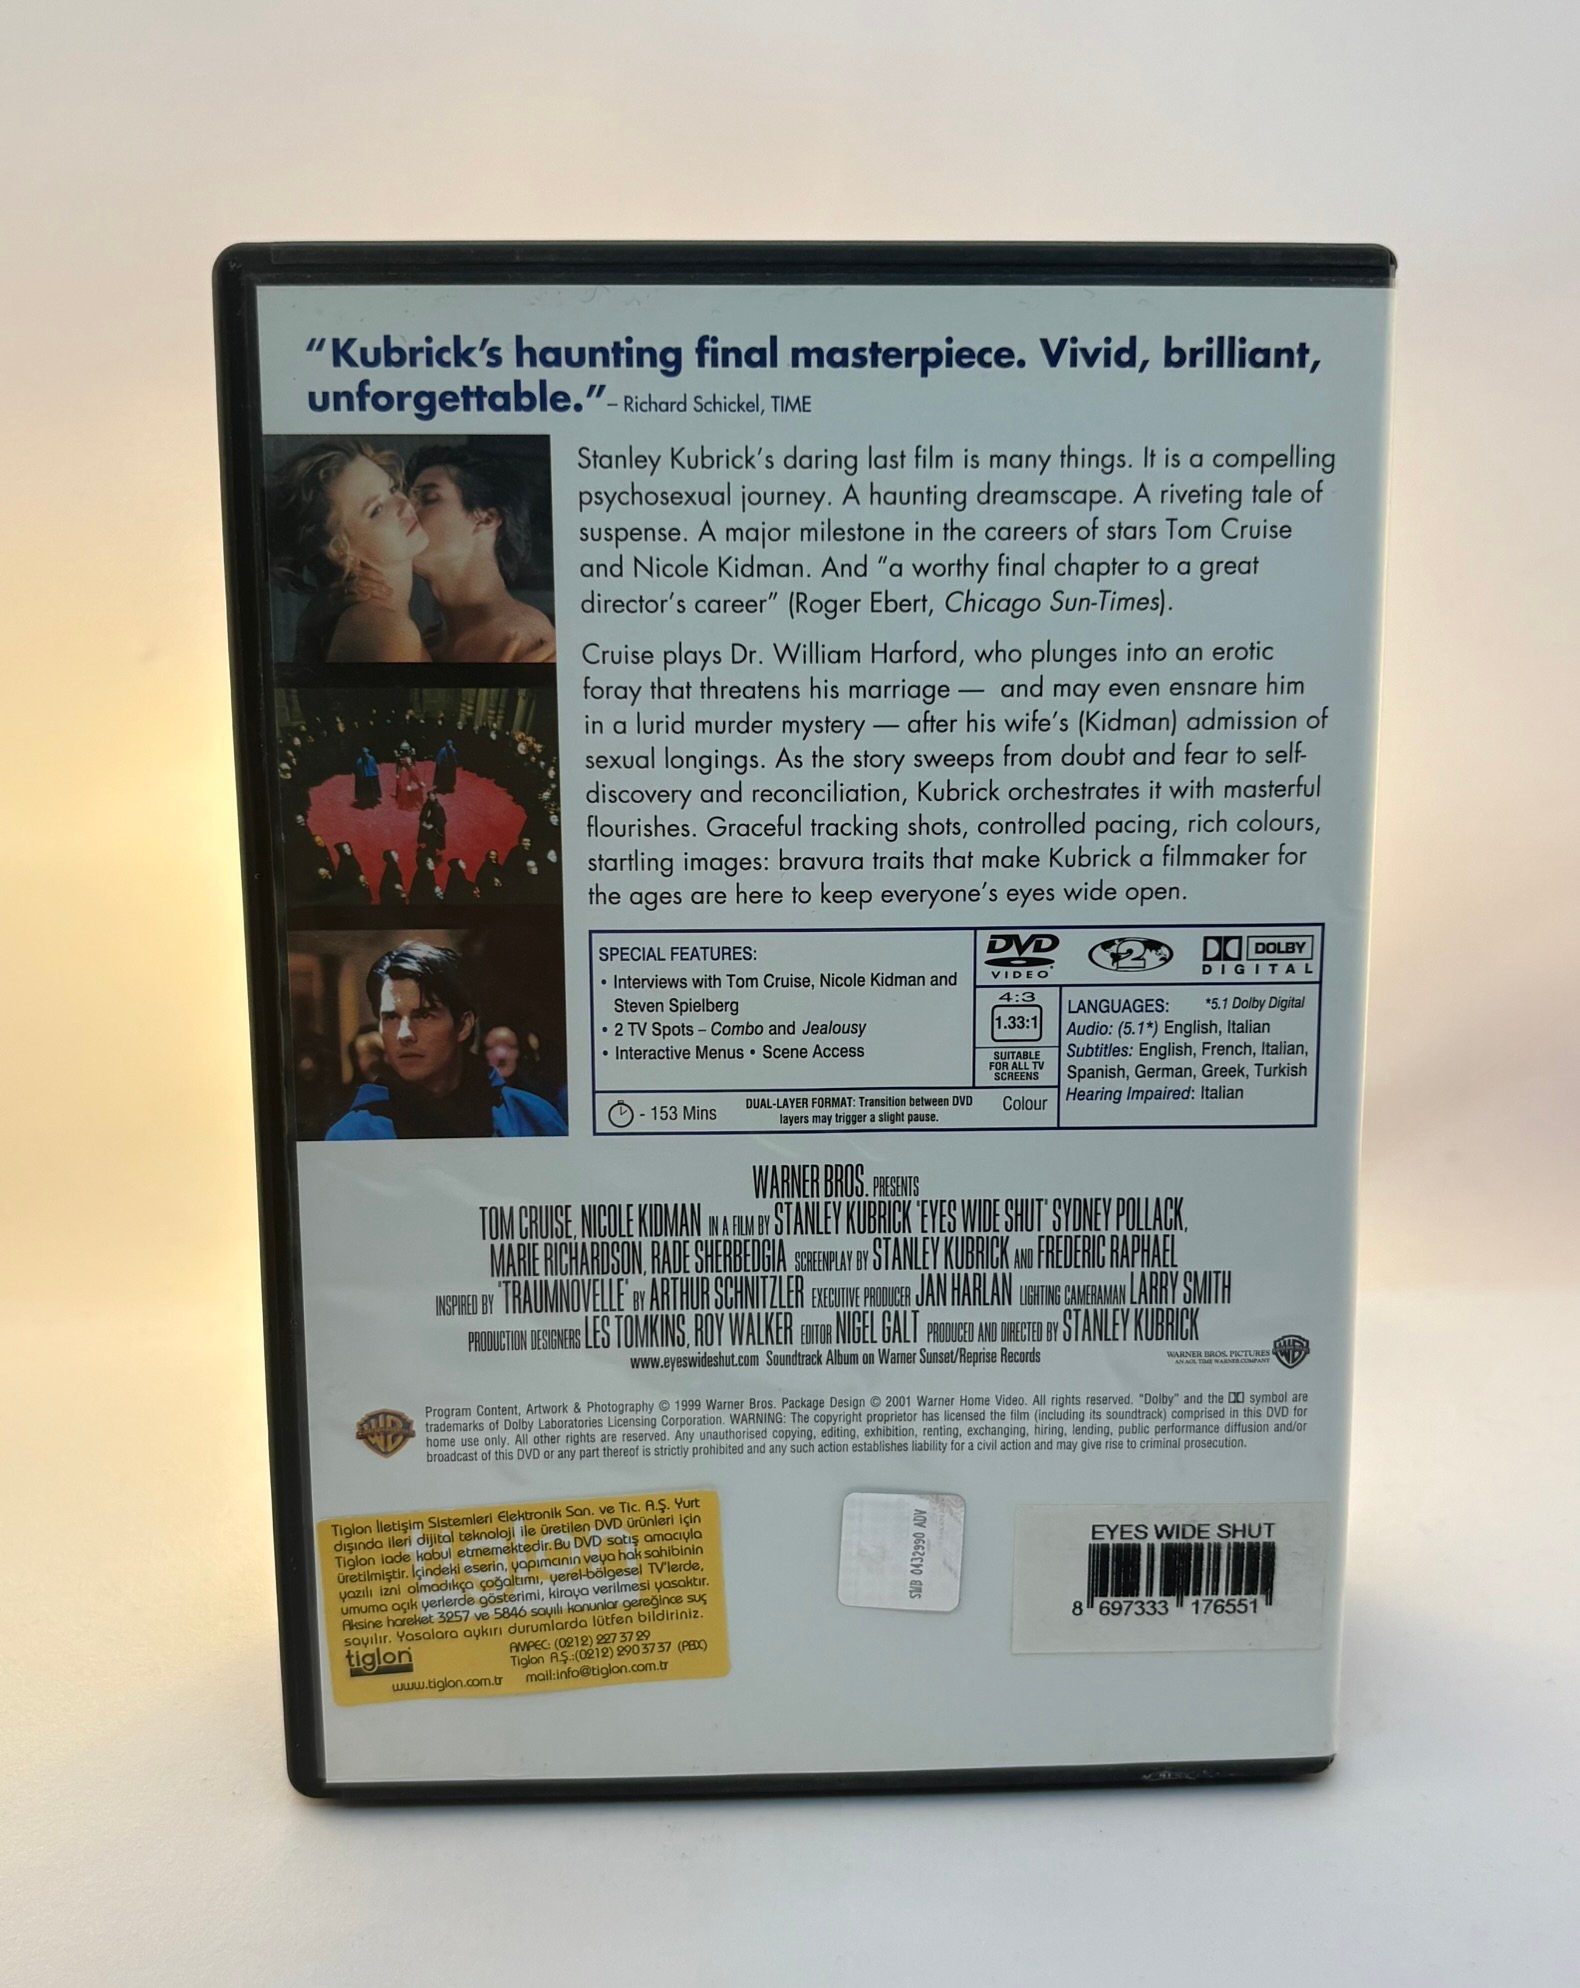 “Kubrick’s haunting final masterpiece. Vivid, brilliant,
unforgettable.” – Richard Schickel, TIME
Stanley Kubrick’s daring last film is many things. It is a compelling
psychosexual journey. A haunting dreamscape. A riveting tale of
suspense. A major milestone in the careers of stars Tom Cruise
and Nicole Kidman. And “a worthy final chapter to a great
director’s career” (Roger Ebert, Chicago Sun-Times).
Cruise plays Dr. William Harford, who plunges into an erotic
foray that threatens his marriage — and may even ensnare him
in a lurid murder mystery — after his wife’s (Kidman) admission of
sexual longings. As the story sweeps from doubt and fear to self-
discovery and reconciliation, Kubrick orchestrates it with masterful
flourishes. Graceful tracking shots, controlled pacing, rich colours,
startling images: bravura traits that make Kubrick a filmmaker for
the ages are here to keep everyone’s eyes wide open.
SPECIAL FEATURES:
• Interviews with Tom Cruise, Nicole Kidman and
Steven Spielberg
• 2 TV Spots – Combo and Jealousy
• Interactive Menus • Scene Access
- 153 Mins
DUAL-LAYER FORMAT: Transition between DVD
layers may trigger a slight pause.
Colour
DVD
VIDEO
2
DOLBY
DIGITAL
4:3
1.33:1
SUITABLE
FOR ALL TV
SCREENS
LANGUAGES: *5.1 Dolby Digital
Audio: (5.1*) English, Italian
Subtitles: English, French, Italian,
Spanish, German, Greek, Turkish
Hearing Impaired: Italian
WARNER BROS. PRESENTS
TOM CRUISE, NICOLE KIDMAN IN A FILM BY STANLEY KUBRICK 'EYES WIDE SHUT' SYDNEY POLLACK,
MARIE RICHARDSON, RADE SHERBEDGIA SCREENPLAY BY STANLEY KUBRICK AND FREDERIC RAPHAEL
INSPIRED BY 'TRAUMNOVELLE' BY ARTHUR SCHNITZLER EXECUTIVE PRODUCER JAN HARLAN LIGHTING CAMERAMAN LARRY SMITH
PRODUCTION DESIGNERS LES TOMKINS, ROY WALKER EDITOR NIGEL GALT PRODUCED AND DIRECTED BY STANLEY KUBRICK
www.eyeswideshut.com Soundtrack Album on Warner Sunset/Reprise Records
WARNER BROS. PICTURES
AN AOL TIME WARNER COMPANY
WB
WB
Program Content, Artwork & Photography © 1999 Warner Bros. Package Design © 2001 Warner Home Video. All rights reserved. "Dolby" and the symbol are
trademarks of Dolby Laboratories Licensing Corporation. WARNING: The copyright proprietor has licensed the film (including its soundtrack) comprised in this DVD for
home use only. All other rights are reserved. Any unauthorised copying, editing, exhibition, renting, exchanging, hiring, lending, public performance diffusion and/or
broadcast of this DVD or any part thereof is strictly prohibited and any such action establishes liability for a civil action and may give rise to criminal prosecution.
Tiglon İletişim Sistemleri Elektronik San. ve Tic. A.Ş. Yurt
dışında ileri dijital teknoloji ile üretilen DVD ürünleri için
Tiglon iade kabul etmemektedir. Bu DVD satış amacıyla
üretilmiştir. İçindeki eserin, yapımcının veya hak sahibinin
yazılı izni olmadıkça çoğaltımı, yerel-bölgesel TV'lerde,
umuma açık yerlerde gösterimi, kiraya verilmesi yasaktır.
Aksine hareket 3257 ve 5846 sayılı kanunlar gereğince suç
sayılır. Yasalara aykırı durumlarda lütfen bildiriniz.
tiglon
AMPEC: (0212) 227 37 29
Tiglon A.Ş.:(0212) 290 37 37 (PBX)
www.tiglon.com.tr mail:info@tiglon.com.tr
SWB 0432990 ADV
EYES WIDE SHUT
8 697333 176551